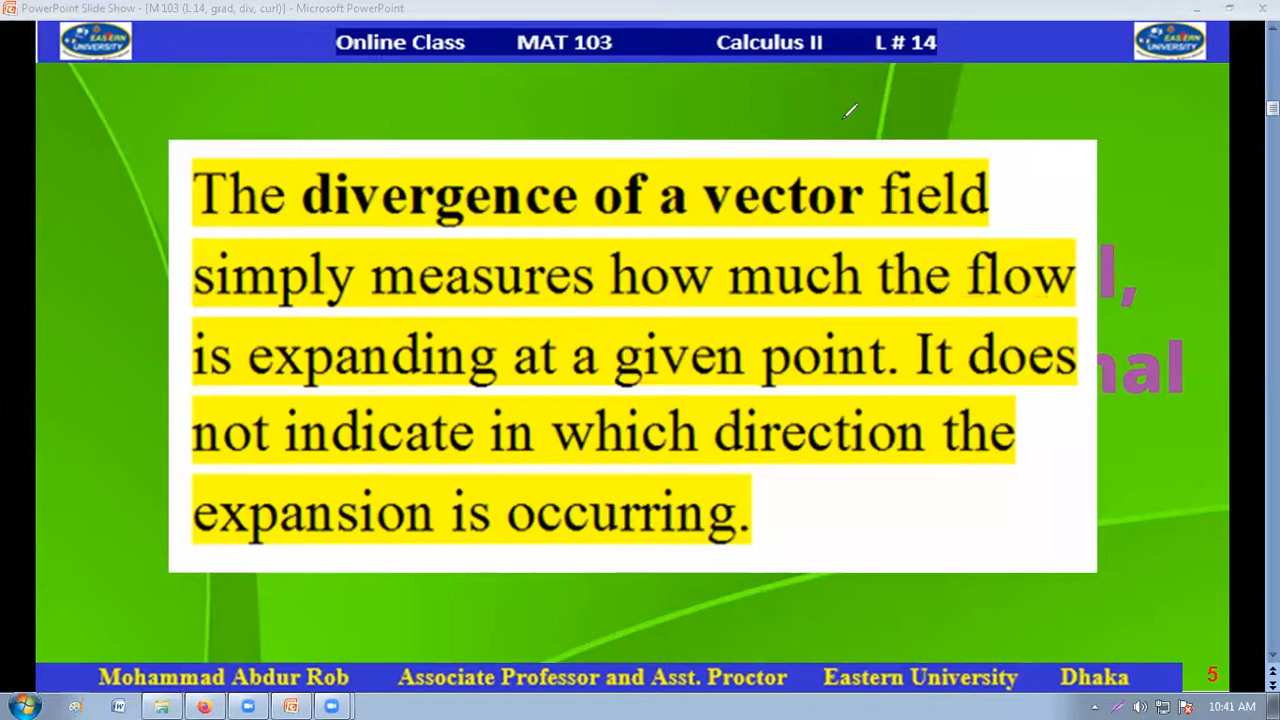 PowerPoint Slide Show - [M 103 (L 14, grad, div, curl)] - Microsoft PowerPoint
EASTERN UNIVERSITY
Online Class MAT 103 Calculus II L # 14
EASTERN UNIVERSITY
The divergence of a vector field
simply measures how much the flow
is expanding at a given point. It does
not indicate in which direction the
expansion is occurring.
l,
nal
Mohammad Abdur Rob Associate Professor and Asst. Proctor Eastern University Dhaka 5
10:41 AM